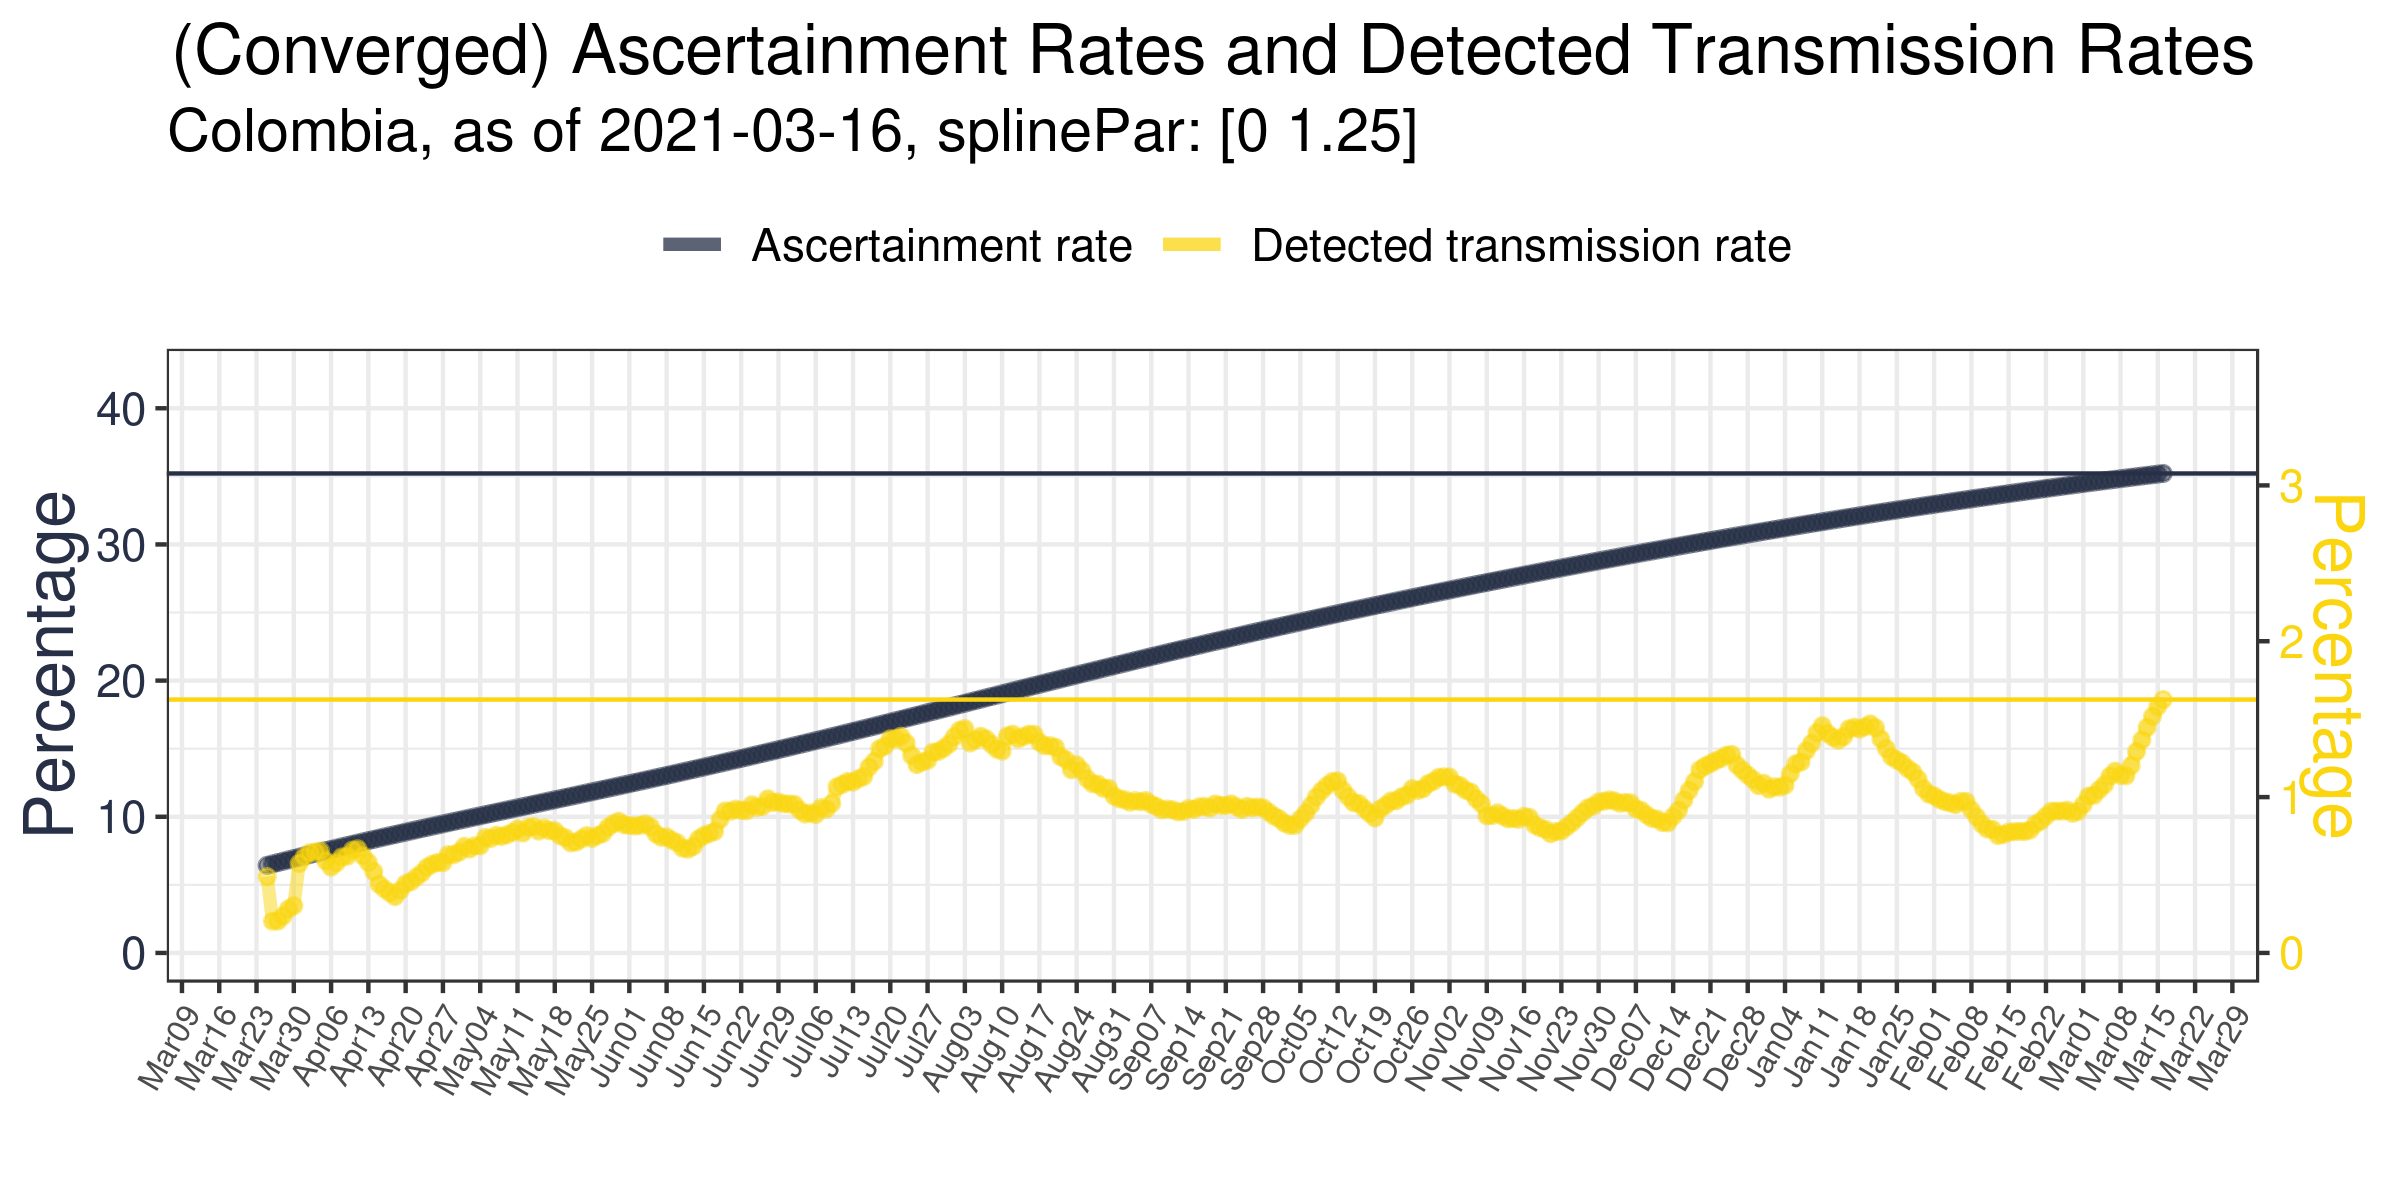 (Converged) Ascertainment Rates and Detected Transmission Rates
Colombia, as of 2021-03-16, splinePar: [0 1.25]
Ascertainment rate Detected transmission rate
Percentage
40
30
20
10
0
3
2
1
0
Percentage
Mar09 Mar16 Mar23 Mar30 Apr06 Apr13 Apr20 Apr27 May04 May11 May18 May25 Jun01 Jun08 Jun15 Jun22 Jun29 Jul06 Jul13 Jul20 Jul27 Aug03 Aug10 Aug17 Aug24 Aug31 Sep07 Sep14 Sep21 Sep28 Oct05 Oct12 Oct19 Oct26 Nov02 Nov09 Nov16 Nov23 Nov30 Dec07 Dec14 Dec21 Dec28 Jan04 Jan11 Jan18 Jan25 Feb01 Feb08 Feb15 Feb22 Mar01 Mar08 Mar15 Mar22 Mar29